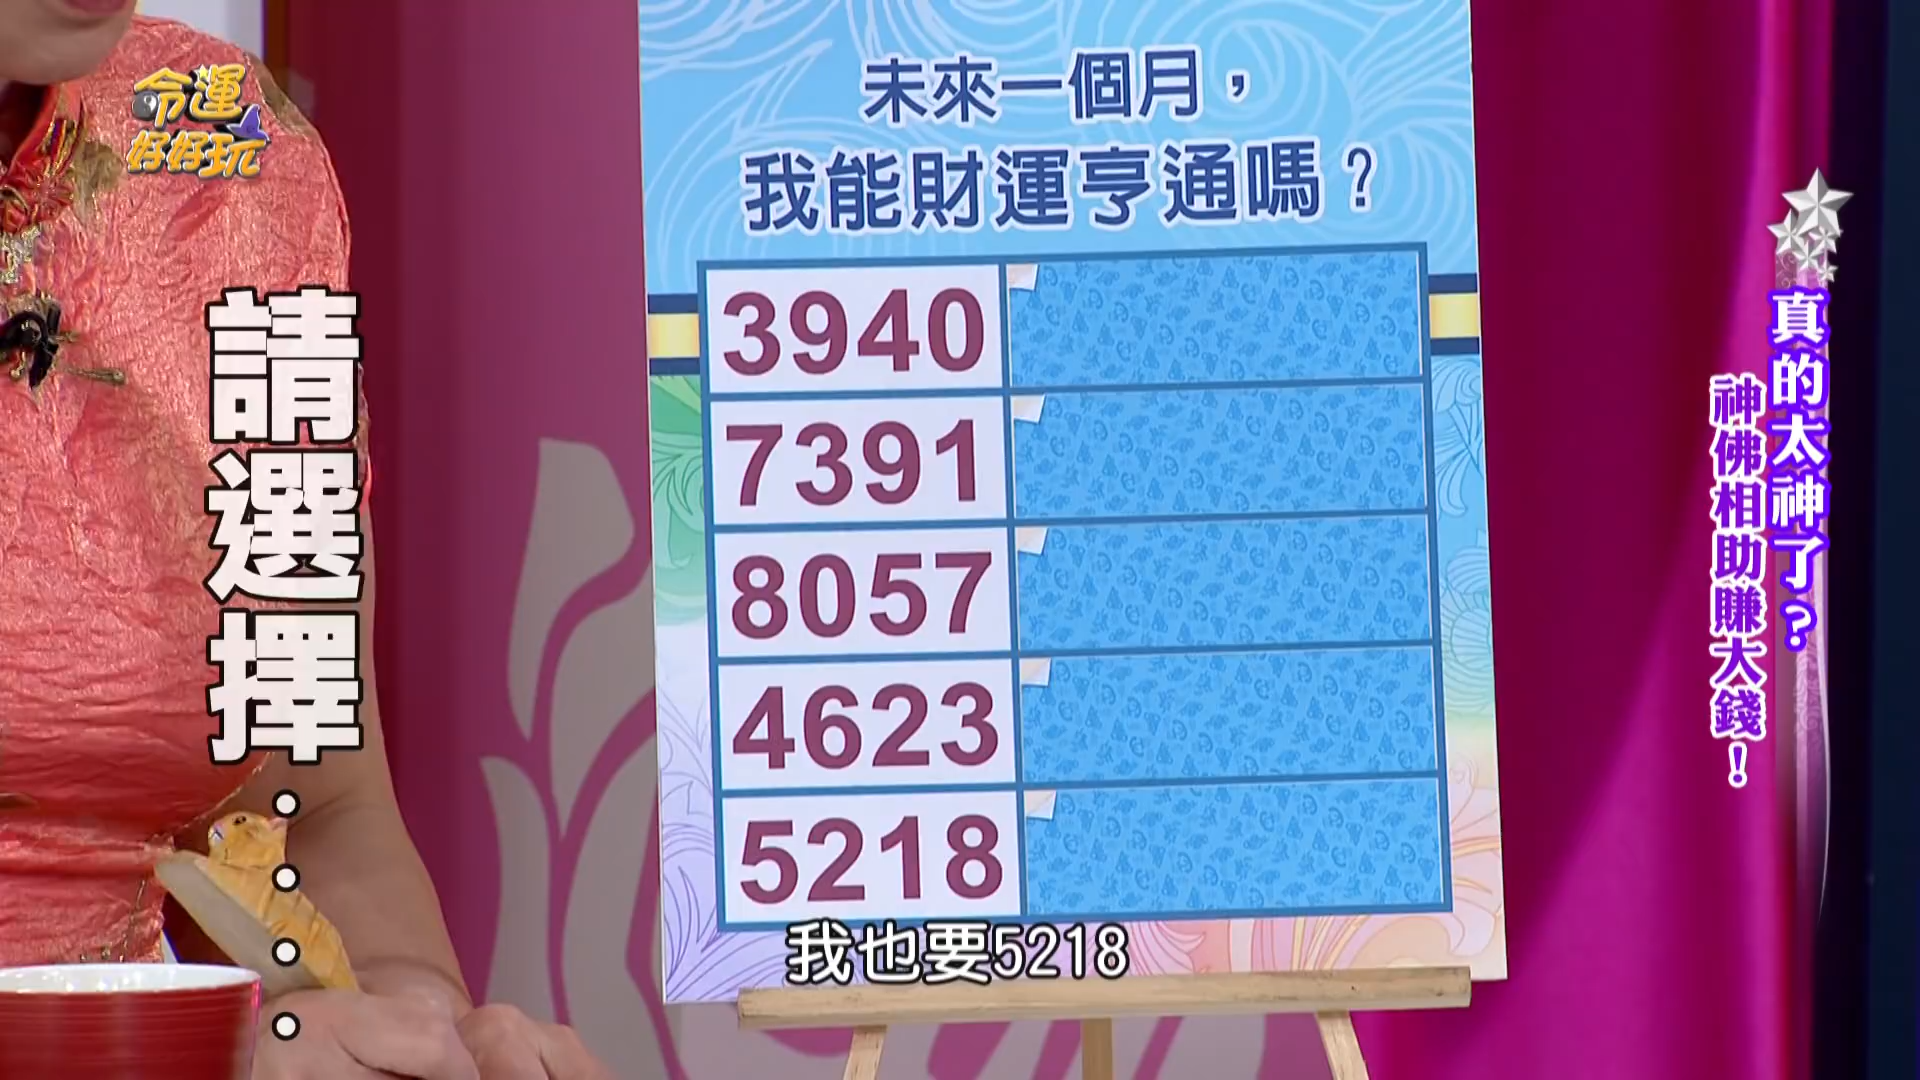 命運
好好玩
未來一個月，
我能財運亨通嗎？
3940
7391
8057
4623
5218
請選擇．．．．
真的太神了？
神佛相助賺大錢！
我也要5218